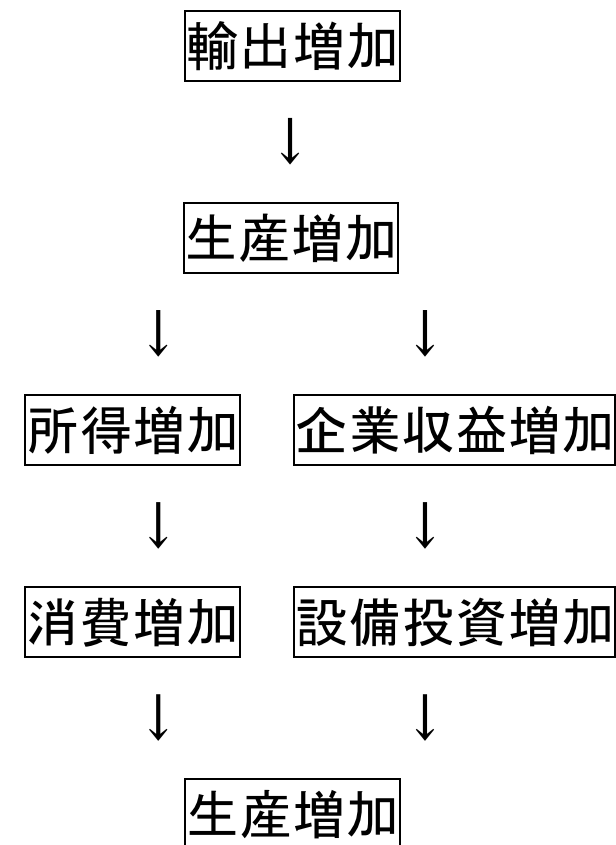 輸出増加
↓
生産増加
↓ ↓
所得増加 企業収益増加
↓ ↓
消費増加 設備投資増加
↓ ↓
生産増加